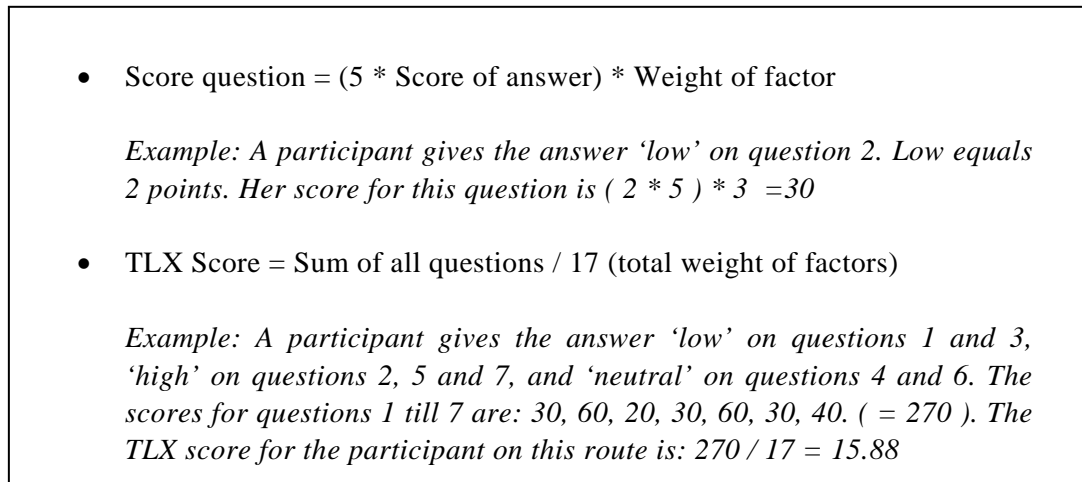 • Score question = (5 * Score of answer) * Weight of factor
Example: A participant gives the answer ‘low’ on question 2. Low equals
2 points. Her score for this question is ( 2 * 5 ) * 3 =30
• TLX Score = Sum of all questions / 17 (total weight of factors)
Example: A participant gives the answer ‘low’ on questions 1 and 3,
‘high’ on questions 2, 5 and 7, and ‘neutral’ on questions 4 and 6. The
scores for questions 1 till 7 are: 30, 60, 20, 30, 60, 30, 40. ( = 270 ). The
TLX score for the participant on this route is: 270 / 17 = 15.88